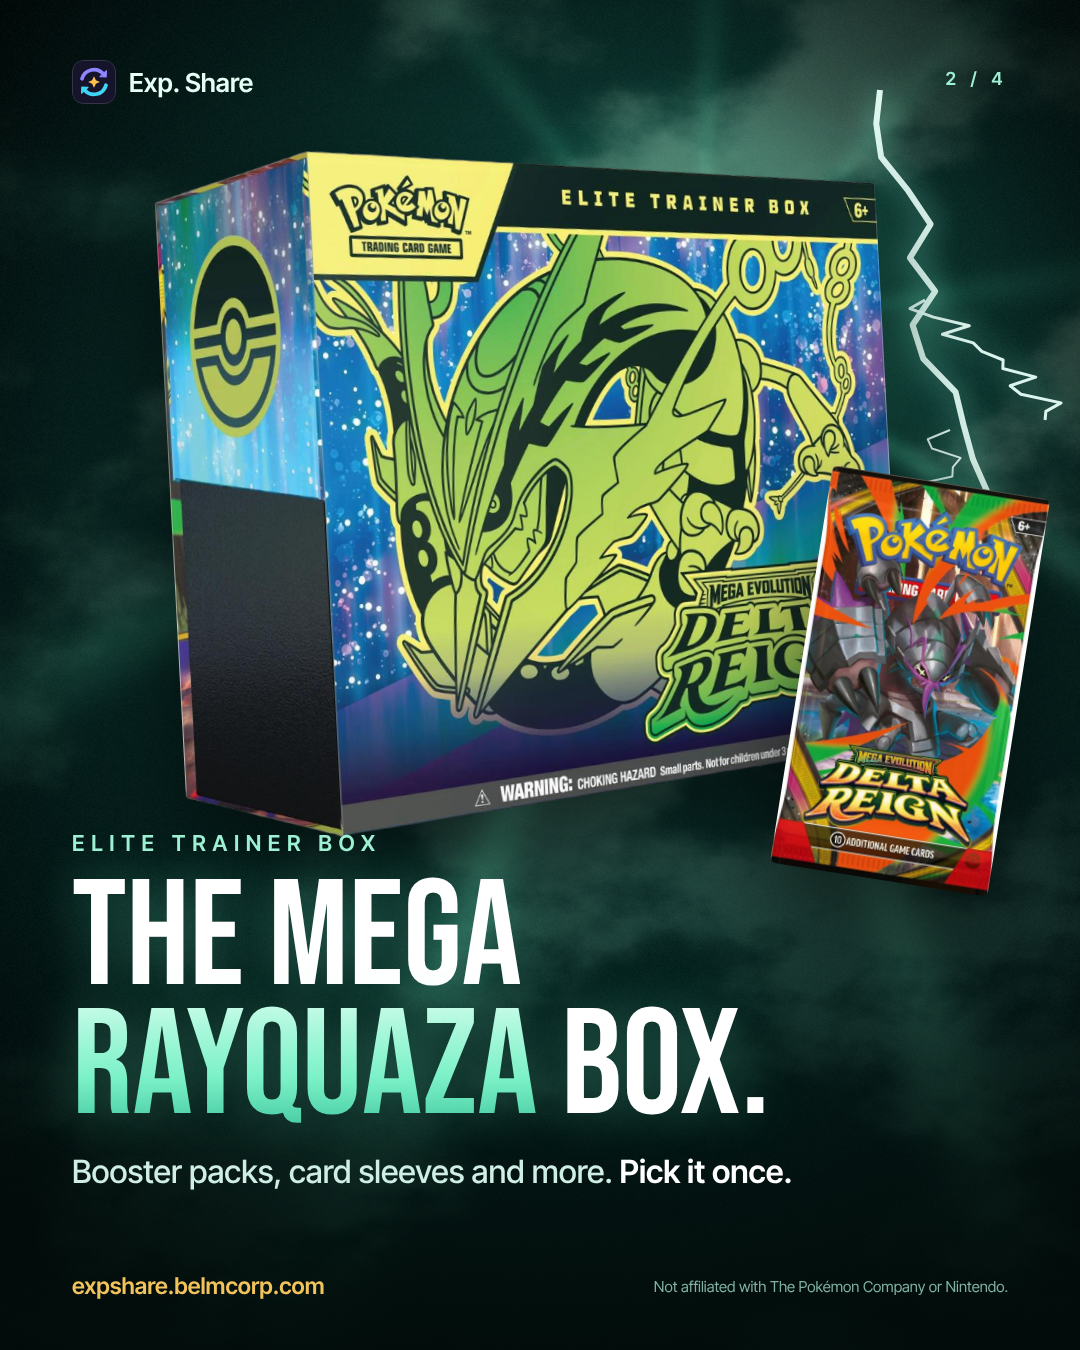 Exp. Share
2 / 4
Pokémon
TRADING CARD GAME
ELITE TRAINER BOX
6+
MEGA EVOLUTION
DELT
REIG
WARNING: CHOKING HAZARD Small parts. Not for children under 3
Pokémon
6+
MEGA EVOLUTION
DELTA
REIGN
10 ADDITIONAL GAME CARDS
ELITE TRAINER BOX
THE MEGA
RAYQUAZA BOX.
Booster packs, card sleeves and more. Pick it once.
expshare.belmcorp.com
Not affiliated with The Pokémon Company or Nintendo.